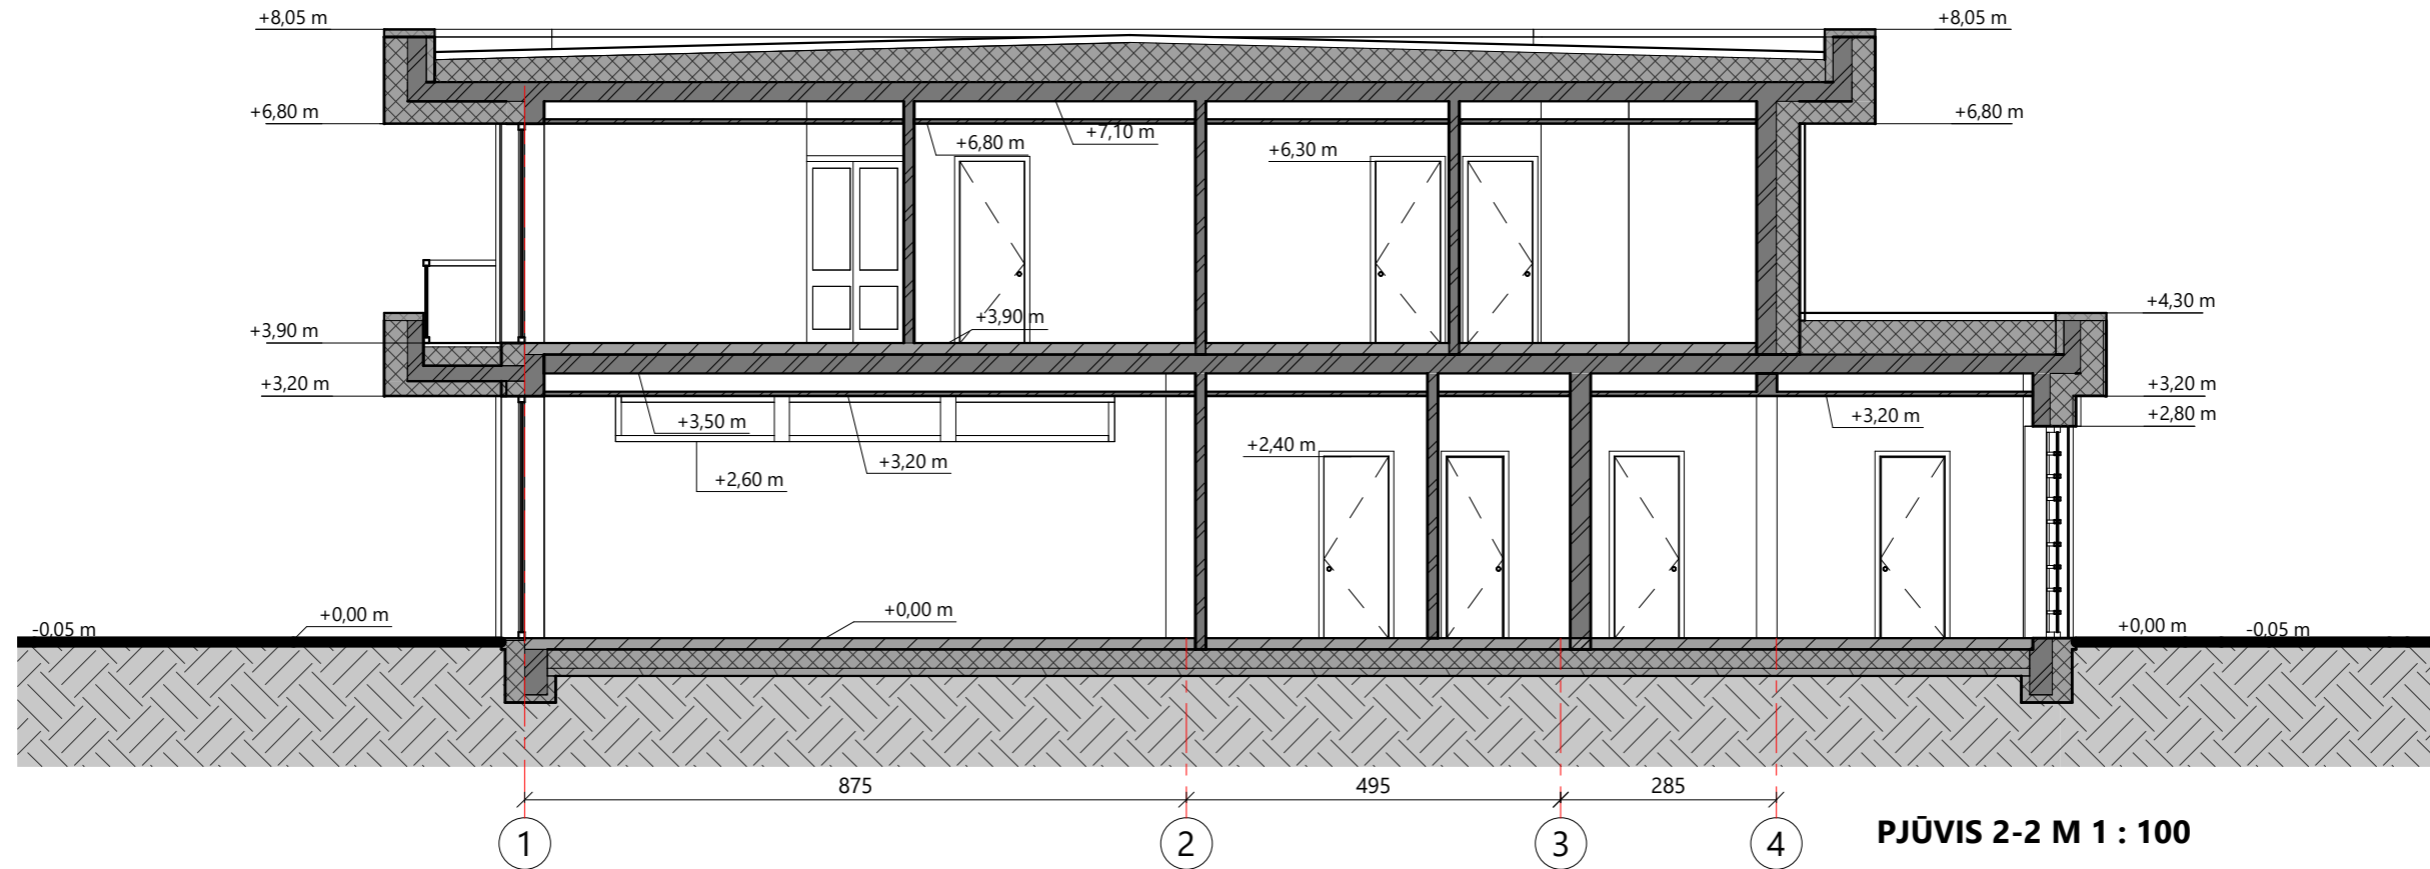 +8,05 m
+8,05 m
+6,80 m
+7,10 m
+6,80 m
+6,80 m
+6,30 m
+4,30 m
+3,90 m
+3,90 m
+3,20 m
+3,20 m
+3,50 m
+3,20 m
+2,80 m
+2,40 m
+3,20 m
+2,60 m
+0,00 m
+0,00 m
-0,05 m
+0,00 m
-0,05 m
875
495
285
1
2
3
4
PJŪVIS 2-2 M 1 : 100